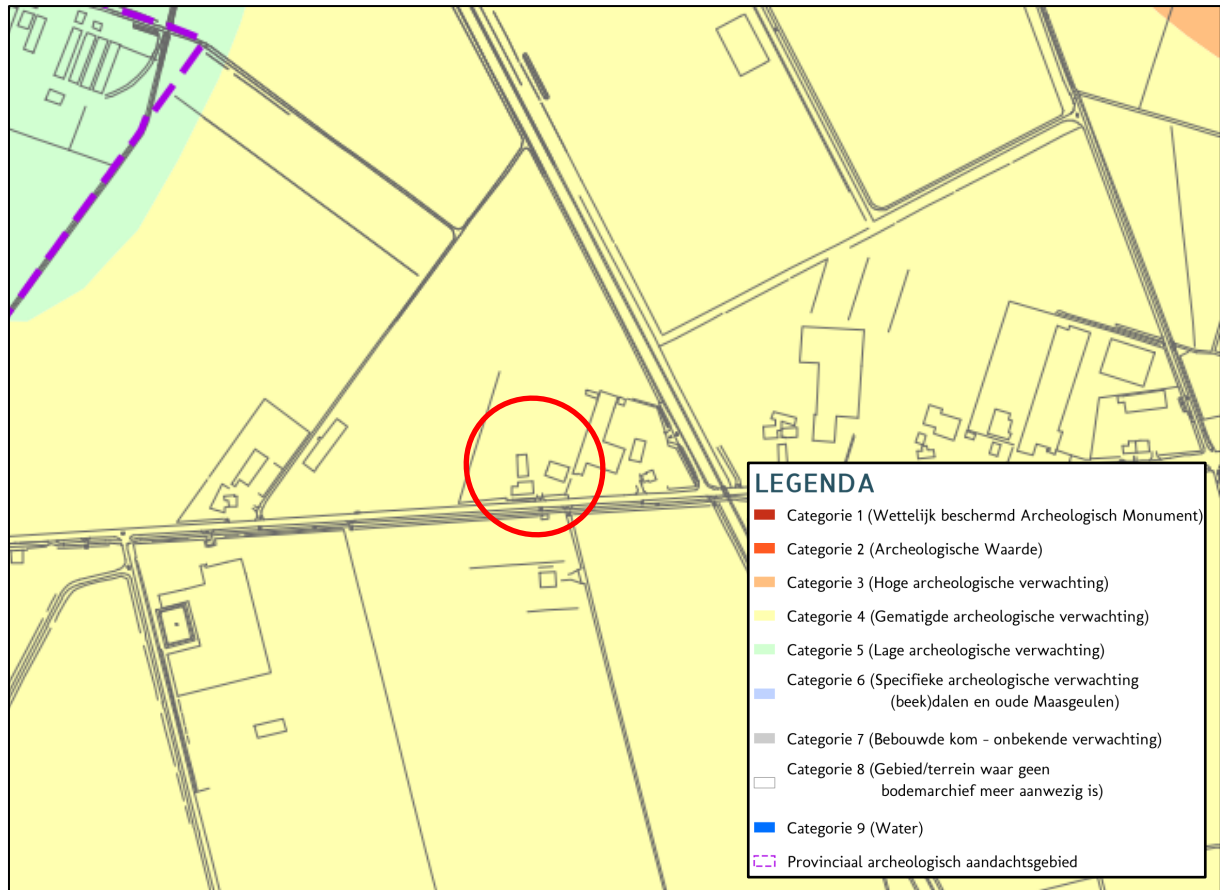 LEGENDA
Categorie 1 (Wettelijk beschermd Archeologisch Monument)
Categorie 2 (Archeologische Waarde)
Categorie 3 (Hoge archeologische verwachting)
Categorie 4 (Gematigde archeologische verwachting)
Categorie 5 (Lage archeologische verwachting)
Categorie 6 (Specifieke archeologische verwachting
(beek)dalen en oude Maasgeulen)
Categorie 7 (Bebouwde kom - onbekende verwachting)
Categorie 8 (Gebied/terrein waar geen
bodemarchief meer aanwezig is)
Categorie 9 (Water)
Provinciaal archeologisch aandachtsgebied